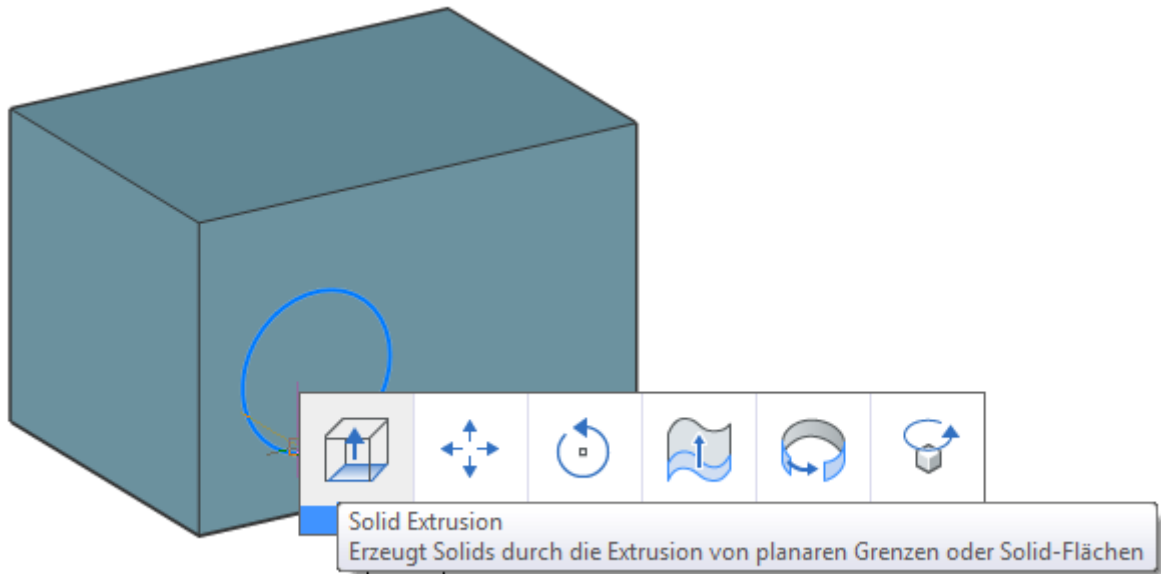 Solid Extrusion
Erzeugt Solids durch die Extrusion von planaren Grenzen oder Solid-Flächen